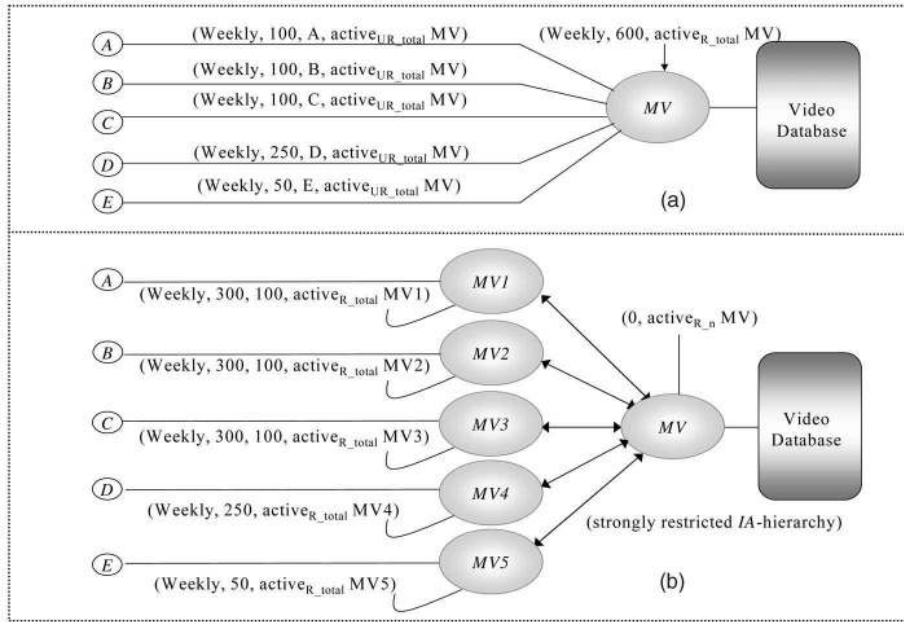 A
(Weekly, 100, A, active_UR_total MV)
(Weekly, 600, active_R_total MV)
B
(Weekly, 100, B, active_UR_total MV)
C
(Weekly, 100, C, active_UR_total MV)
MV
Video
Database
D
(Weekly, 250, D, active_UR_total MV)
E
(Weekly, 50, E, active_UR_total MV)
(a)
A
(Weekly, 300, 100, active_R_total MV1)
MV1
B
(Weekly, 300, 100, active_R_total MV2)
MV2
(0, active_R_n MV)
C
(Weekly, 300, 100, active_R_total MV3)
MV3
MV
Video
Database
D
(Weekly, 250, active_R_total MV4)
MV4
(strongly restricted IA-hierarchy)
E
(Weekly, 50, active_R_total MV5)
MV5
(b)